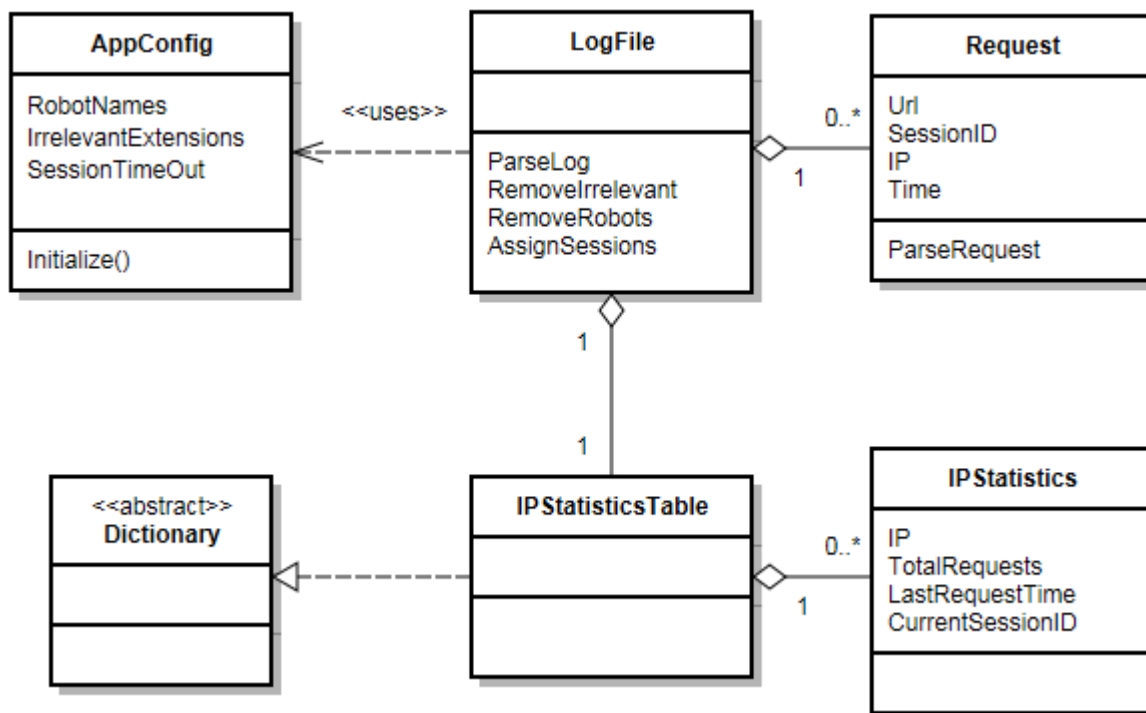 AppConfig
RobotNames
IrrelevantExtensions
SessionTimeOut
Initialize()
<<uses>>
LogFile
ParseLog
RemoveIrrelevant
RemoveRobots
AssignSessions
0..*
1
Request
Url
SessionID
IP
Time
ParseRequest
1
1
<<abstract>>
Dictionary
IPStatisticsTable
0..*
1
IPStatistics
IP
TotalRequests
LastRequestTime
CurrentSessionID